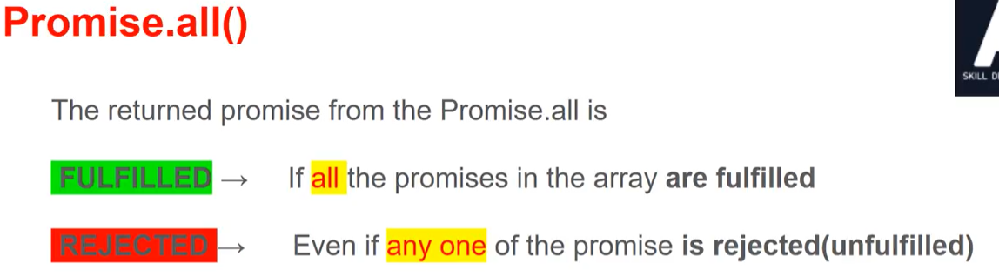 Promise.all()
SKILL
The returned promise from the Promise.all is
FULFILLED → If all the promises in the array are fulfilled
REJECTED → Even if any one of the promise is rejected(unfulfilled)